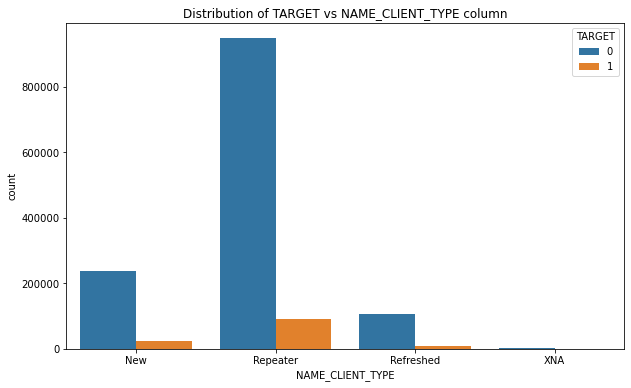 Distribution of TARGET vs NAME_CLIENT_TYPE column
TARGET
0
1
800000
600000
400000
200000
0
count
New Repeater Refreshed XNA
NAME_CLIENT_TYPE